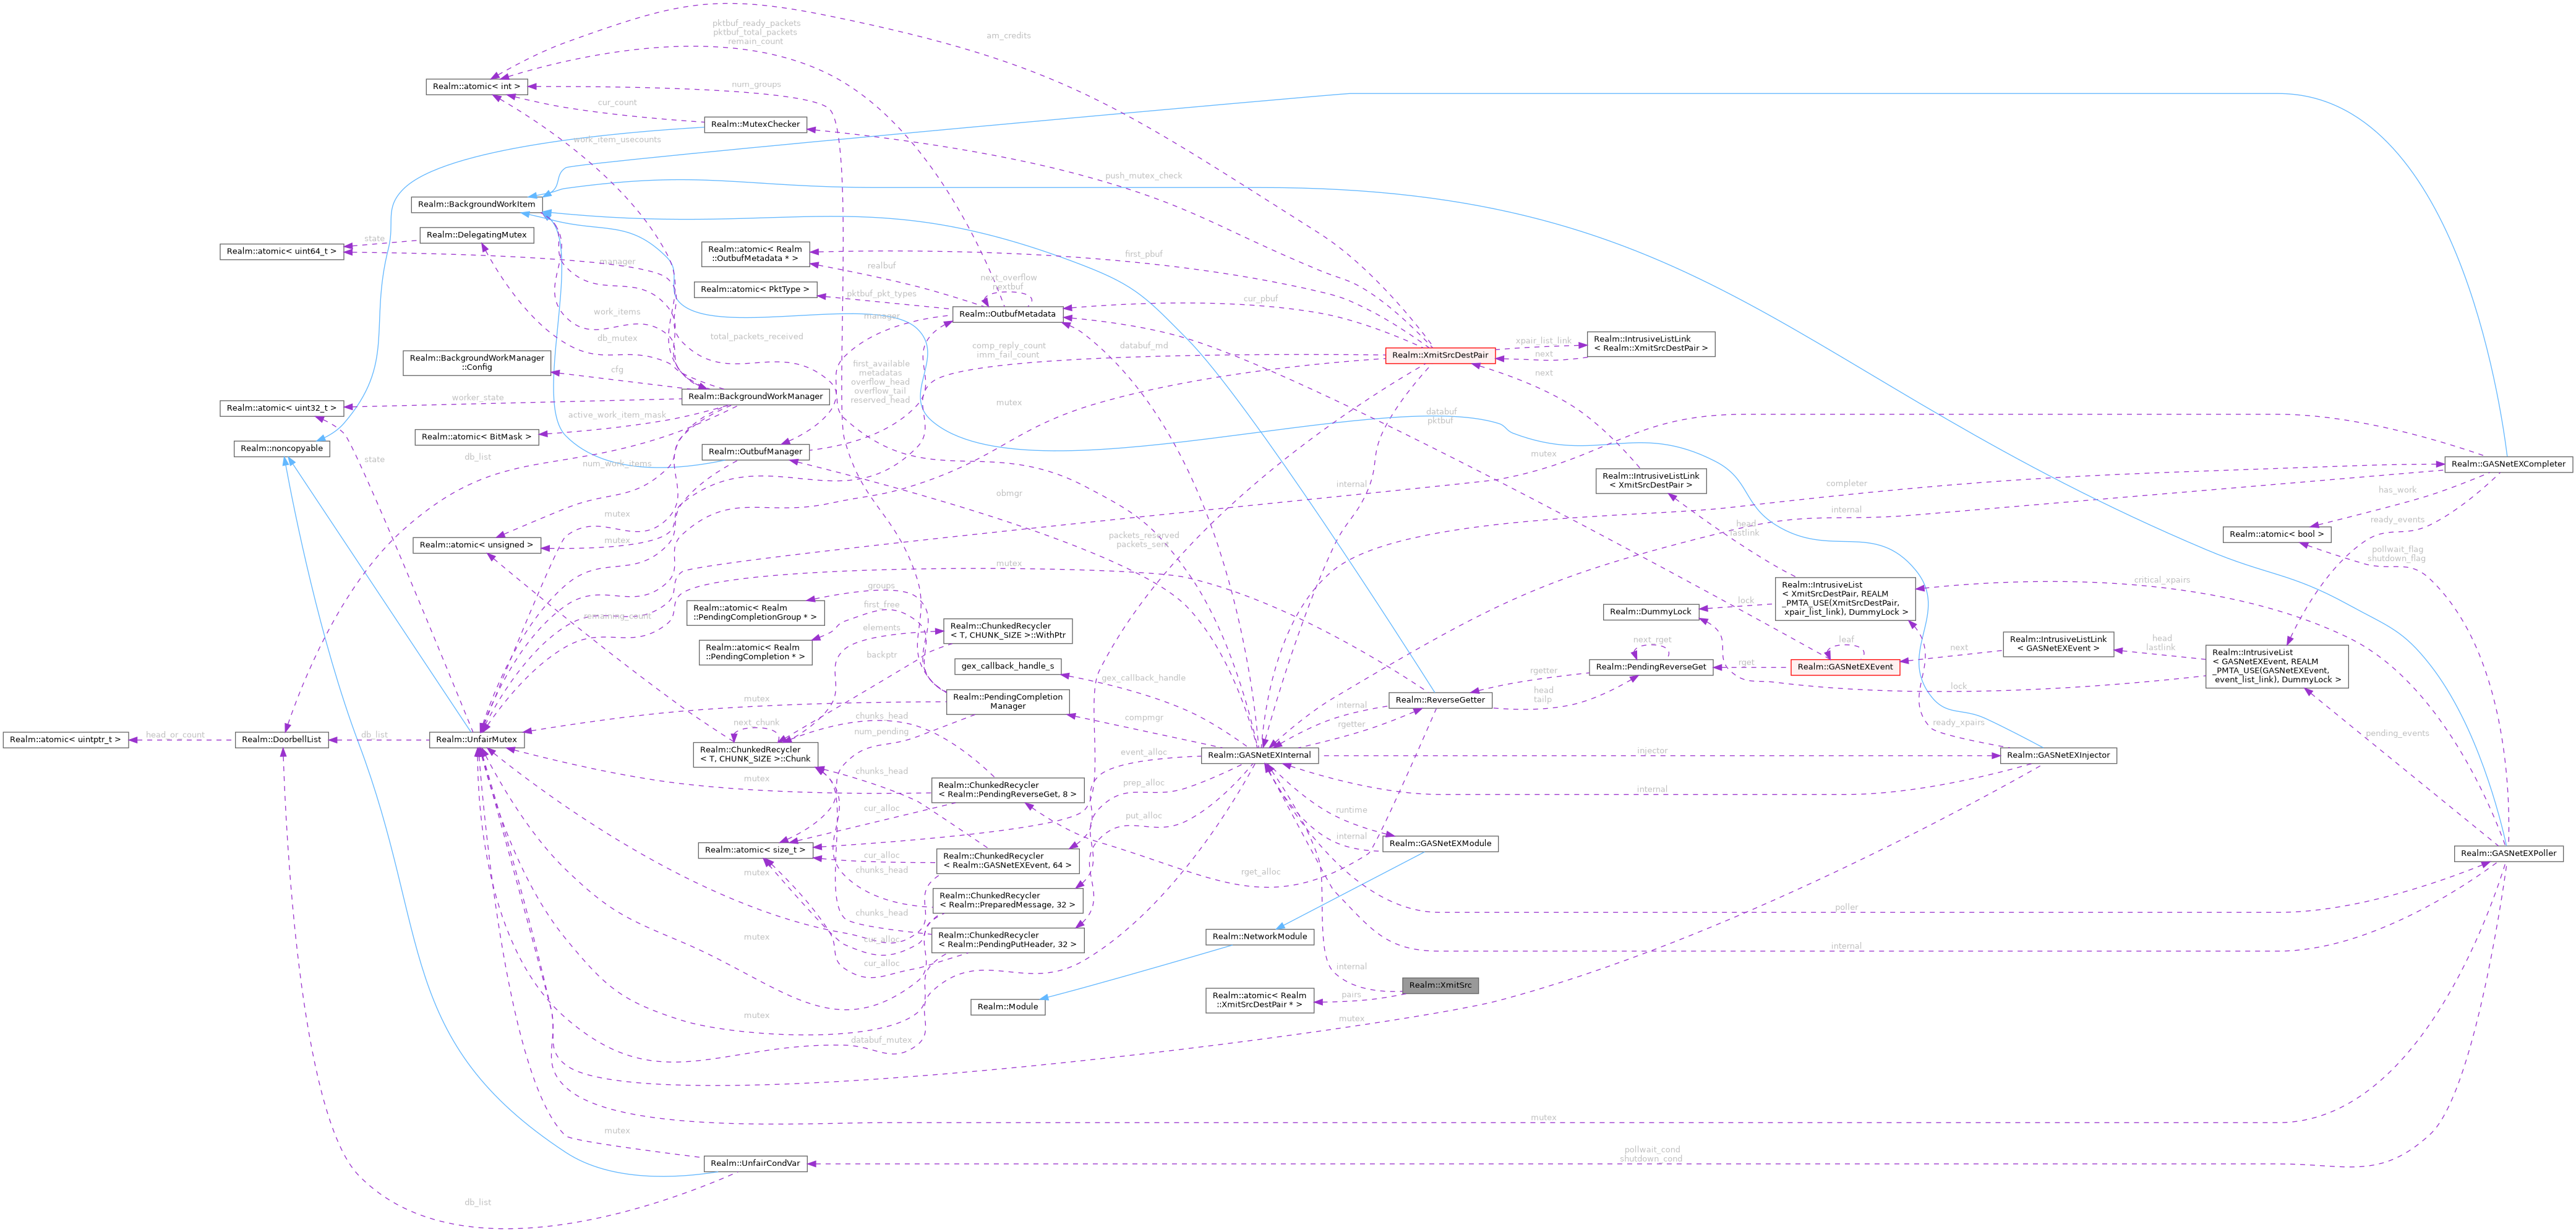 pktbuf_ready_packets
pktbuf_total_packets
remain_count
am_credits
Realm::atomic< int >
num_groups
cur_count
Realm::MutexChecker
work_item_usecounts
push_mutex_check
Realm::BackgroundWorkItem
Realm::DelegatingMutex
state
Realm::atomic< uint64_t >
manager
Realm::atomic< Realm
::OutbufMetadata * >
first_pbuf
realbuf
next_overflow
nextbuf
Realm::atomic< PktType >
pktbuf_pkt_types
cur_pbuf
Realm::OutbufMetadata
manager
work_items
db_mutex
total_packets_received
comp_reply_count
imm_fail_count
databuf_md
Realm::XmitSrcDestPair
xpair_list_link
next
Realm::IntrusiveListLink
< Realm::XmitSrcDestPair >
Realm::BackgroundWorkManager
::Config
cfg
first_available
metadatas
overflow_head
overflow_tail
reserved_head
next
Realm::BackgroundWorkManager
Realm::atomic< uint32_t >
worker_state
mutex
active_work_item_mask
databuf
pktbuf
Realm::atomic< BitMask >
Realm::noncopyable
Realm::OutbufManager
state
db_list
num_work_items
mutex
Realm::GASNetEXCompleter
internal
completer
Realm::IntrusiveListLink
< XmitSrcDestPair >
has_work
obmgr
internal
mutex
head
lastlink
ready_events
Realm::atomic< bool >
Realm::atomic< unsigned >
mutex
packets_reserved
packets_sent
pollwait_flag
shutdown_flag
mutex
critical_xpairs
groups
Realm::IntrusiveList
< XmitSrcDestPair, REALM
_PMTA_USE(XmitSrcDestPair,
xpair_list_link), DummyLock >
lock
Realm::DummyLock
Realm::atomic< Realm
::PendingCompletionGroup * >
first_free
remaining_count
elements
Realm::ChunkedRecycler
< T, CHUNK_SIZE >::WithPtr
next_rget
leaf
Realm::IntrusiveListLink
< GASNetEXEvent >
next
head
lastlink
Realm::atomic< Realm
::PendingCompletion * >
backptr
gex_callback_handle_s
gex_callback_handle
rgetter
Realm::PendingReverseGet
rget
Realm::GASNetEXEvent
Realm::IntrusiveList
< GASNetEXEvent, REALM
_PMTA_USE(GASNetEXEvent,
event_list_link), DummyLock >
lock
mutex
Realm::PendingCompletion
Manager
Realm::ReverseGetter
head
tailp
internal
chunks_head
compmgr
rgetter
ready_xpairs
next_chunk
num_pending
pending_events
Realm::atomic< uintptr_t >
head_or_count
Realm::DoorbellList
db_list
Realm::UnfairMutex
Realm::ChunkedRecycler
< T, CHUNK_SIZE >::Chunk
event_alloc
Realm::GASNetEXInternal
injector
Realm::GASNetEXInjector
chunks_head
mutex
Realm::ChunkedRecycler
< Realm::PendingReverseGet, 8 >
prep_alloc
internal
cur_alloc
put_alloc
runtime
internal
Realm::GASNetEXModule
Realm::atomic< size_t >
cur_alloc
Realm::ChunkedRecycler
< Realm::GASNetEXEvent, 64 >
Realm::GASNetEXPoller
mutex
chunks_head
rget_alloc
Realm::ChunkedRecycler
< Realm::PreparedMessage, 32 >
poller
chunks_head
mutex
cur_alloc
Realm::ChunkedRecycler
< Realm::PendingPutHeader, 32 >
Realm::NetworkModule
internal
cur_alloc
internal
Realm::XmitSrc
Realm::Module
Realm::atomic< Realm
::XmitSrcDestPair * >
pairs
mutex
mutex
databuf_mutex
mutex
mutex
pollwait_cond
shutdown_cond
Realm::UnfairCondVar
db_list